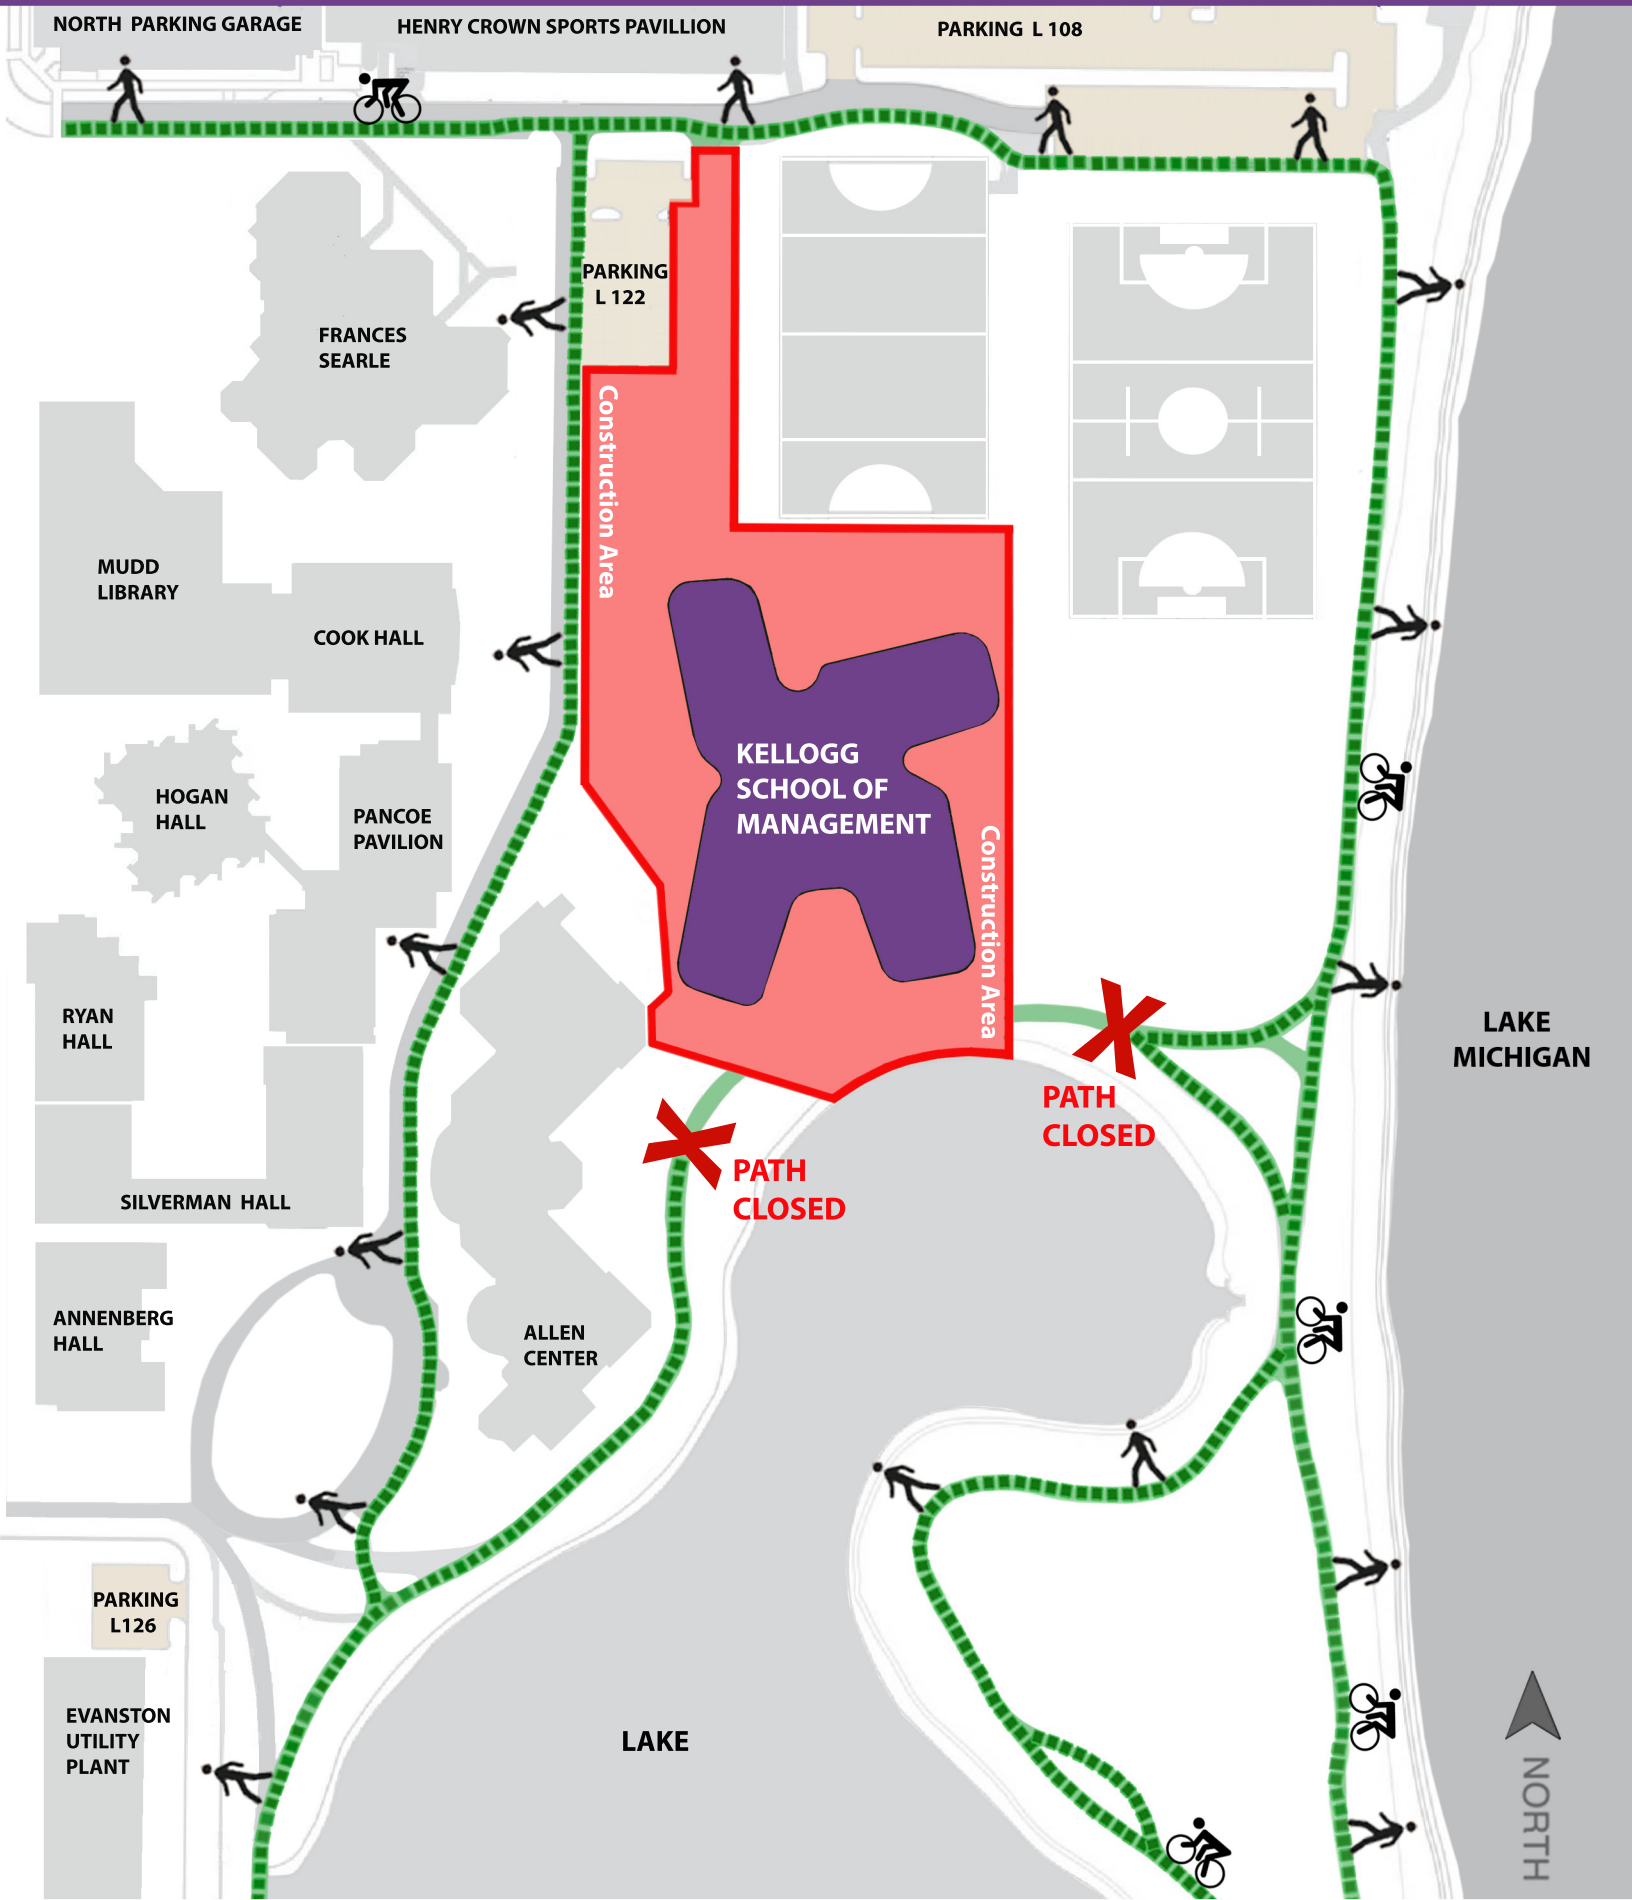 NORTH PARKING GARAGE
HENRY CROWN SPORTS PAVILLION
PARKING L 108
PARKING
L 122
FRANCES
SEARLE
Construction Area
MUDD
LIBRARY
COOK HALL
KELLOGG
SCHOOL OF
MANAGEMENT
HOGAN
HALL
PANCOE
PAVILION
Construction Area
RYAN
HALL
LAKE
MICHIGAN
PATH
CLOSED
PATH
CLOSED
SILVERMAN HALL
ANNENBERG
HALL
ALLEN
CENTER
PARKING
L126
EVANSTON
UTILITY
PLANT
LAKE
NORTH